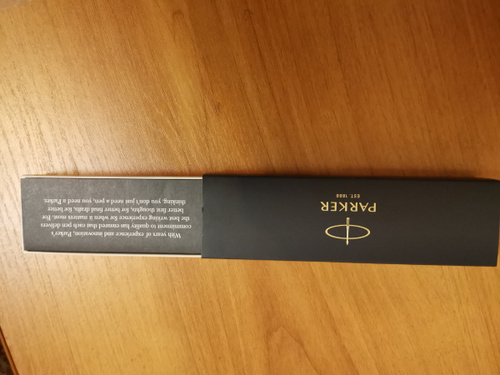 PARKER
EST. 1888
With years of experience and innovation, Parker's
commitment to quality has ensured that each pen delivers
the best writing experience for when it matters most. For
better first thoughts, for better final drafts, for better
thinking, you don't just need a pen, you need a Parker.